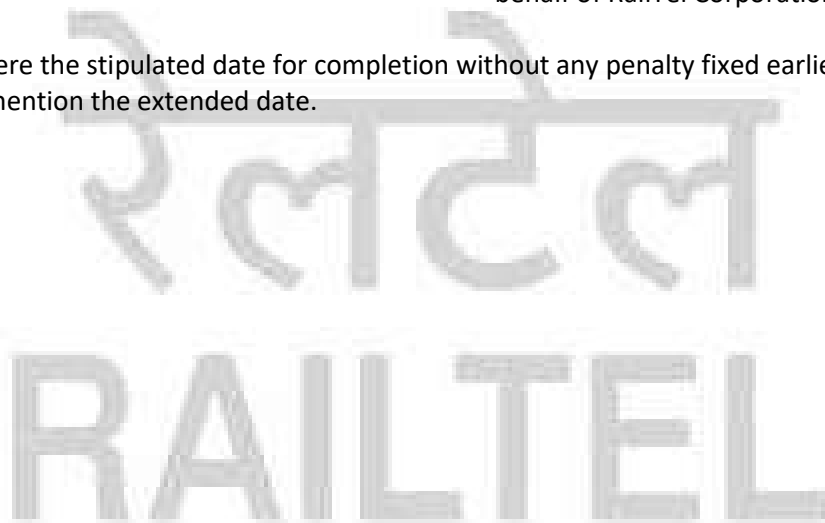 behalf of RailTel Corporation
ere the stipulated date for completion without any penalty fixed earlie
mention the extended date.
रेलटेल
RAILTEL